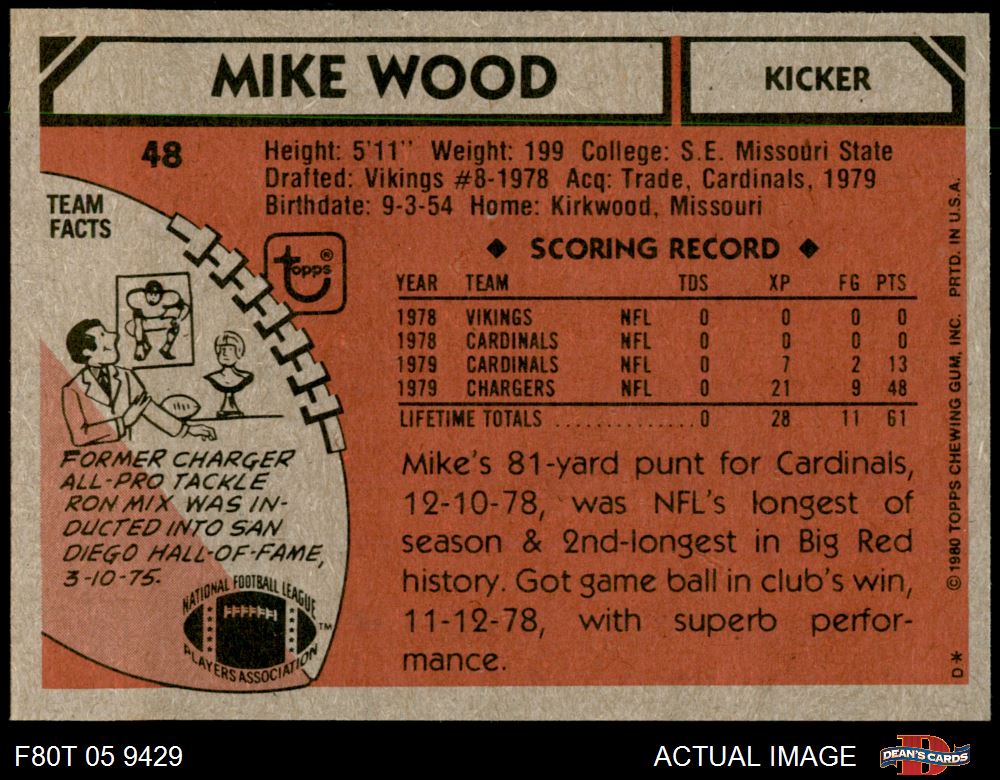 MIKE WOOD
KICKER
48
Height: 5'11" Weight: 199 College: S.E. Missouri State
Drafted: Vikings #8-1978 Acq: Trade, Cardinals, 1979
Birthdate: 9-3-54 Home: Kirkwood, Missouri
TEAM
FACTS
topps®
◆ SCORING RECORD ◆
YEAR TEAM TDS XP FG PTS
1978 VIKINGS NFL 0 0 0 0
1978 CARDINALS NFL 0 0 0 0
1979 CARDINALS NFL 0 7 2 13
1979 CHARGERS NFL 0 21 9 48
LIFETIME TOTALS ..............0 28 11 61
FORMER CHARGER
ALL-PRO TACKLE
RON MIX WAS IN-
DUCTED INTO SAN
DIEGO HALL-OF-FAME,
3-10-75.
NATIONAL FOOTBALL LEAGUE
PLAYERS ASSOCIATION
TM
Mike's 81-yard punt for Cardinals,
12-10-78, was NFL's longest of
season & 2nd-longest in Big Red
history. Got game ball in club's win,
11-12-78, with superb perfor-
mance.
D* ©1980 TOPPS CHEWING GUM, INC. PRTD. IN U.S.A.
F80T 05 9429
ACTUAL IMAGE
DEAN'S CARDS